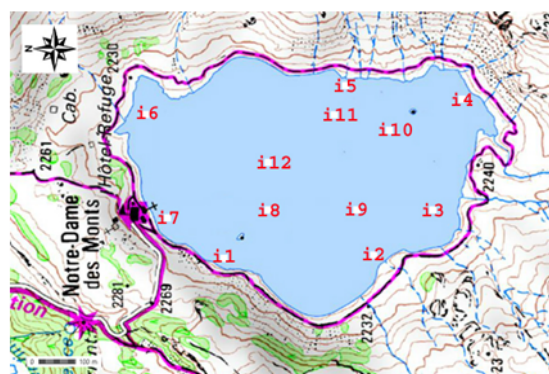 N
2230
Cab.
Hôtel Refuge
2261
Notre-Dame
des Monts
2281
2269
2232
2240
23
i1
i2
i3
i4
i5
i6
i7
i8
i9
i10
i11
i12
100 m